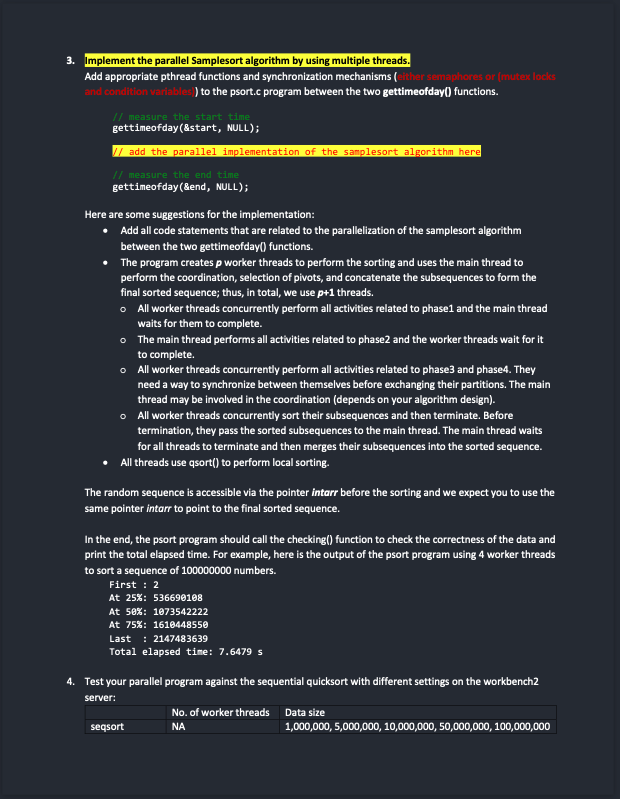 3. Implement the parallel Samplesort algorithm by using multiple threads.
Add appropriate pthread functions and synchronization mechanisms (either semaphores or (mutex locks
and condition variables)) to the psort.c program between the two gettimeofday() functions.
// measure the start time
gettimeofday(&start, NULL);
// add the parallel implementation of the samplesort algorithm here
// measure the end time
gettimeofday(&end, NULL);
Here are some suggestions for the implementation:
• Add all code statements that are related to the parallelization of the samplesort algorithm
between the two gettimeofday() functions.
• The program creates p worker threads to perform the sorting and uses the main thread to
perform the coordination, selection of pivots, and concatenate the subsequences to form the
final sorted sequence; thus, in total, we use p+1 threads.
o All worker threads concurrently perform all activities related to phase1 and the main thread
waits for them to complete.
o The main thread performs all activities related to phase2 and the worker threads wait for it
to complete.
o All worker threads concurrently perform all activities related to phase3 and phase4. They
need a way to synchronize between themselves before exchanging their partitions. The main
thread may be involved in the coordination (depends on your algorithm design).
o All worker threads concurrently sort their subsequences and then terminate. Before
termination, they pass the sorted subsequences to the main thread. The main thread waits
for all threads to terminate and then merges their subsequences into the sorted sequence.
• All threads use qsort() to perform local sorting.
The random sequence is accessible via the pointer intarr before the sorting and we expect you to use the
same pointer intarr to point to the final sorted sequence.
In the end, the psort program should call the checking() function to check the correctness of the data and
print the total elapsed time. For example, here is the output of the psort program using 4 worker threads
to sort a sequence of 100000000 numbers.
First : 2
At 25%: 536690108
At 50%: 1073542222
At 75%: 1610448550
Last : 2147483639
Total elapsed time: 7.6479 s
4. Test your parallel program against the sequential quicksort with different settings on the workbench2
server:
No. of worker threads Data size
seqsort NA 1,000,000, 5,000,000, 10,000,000, 50,000,000, 100,000,000